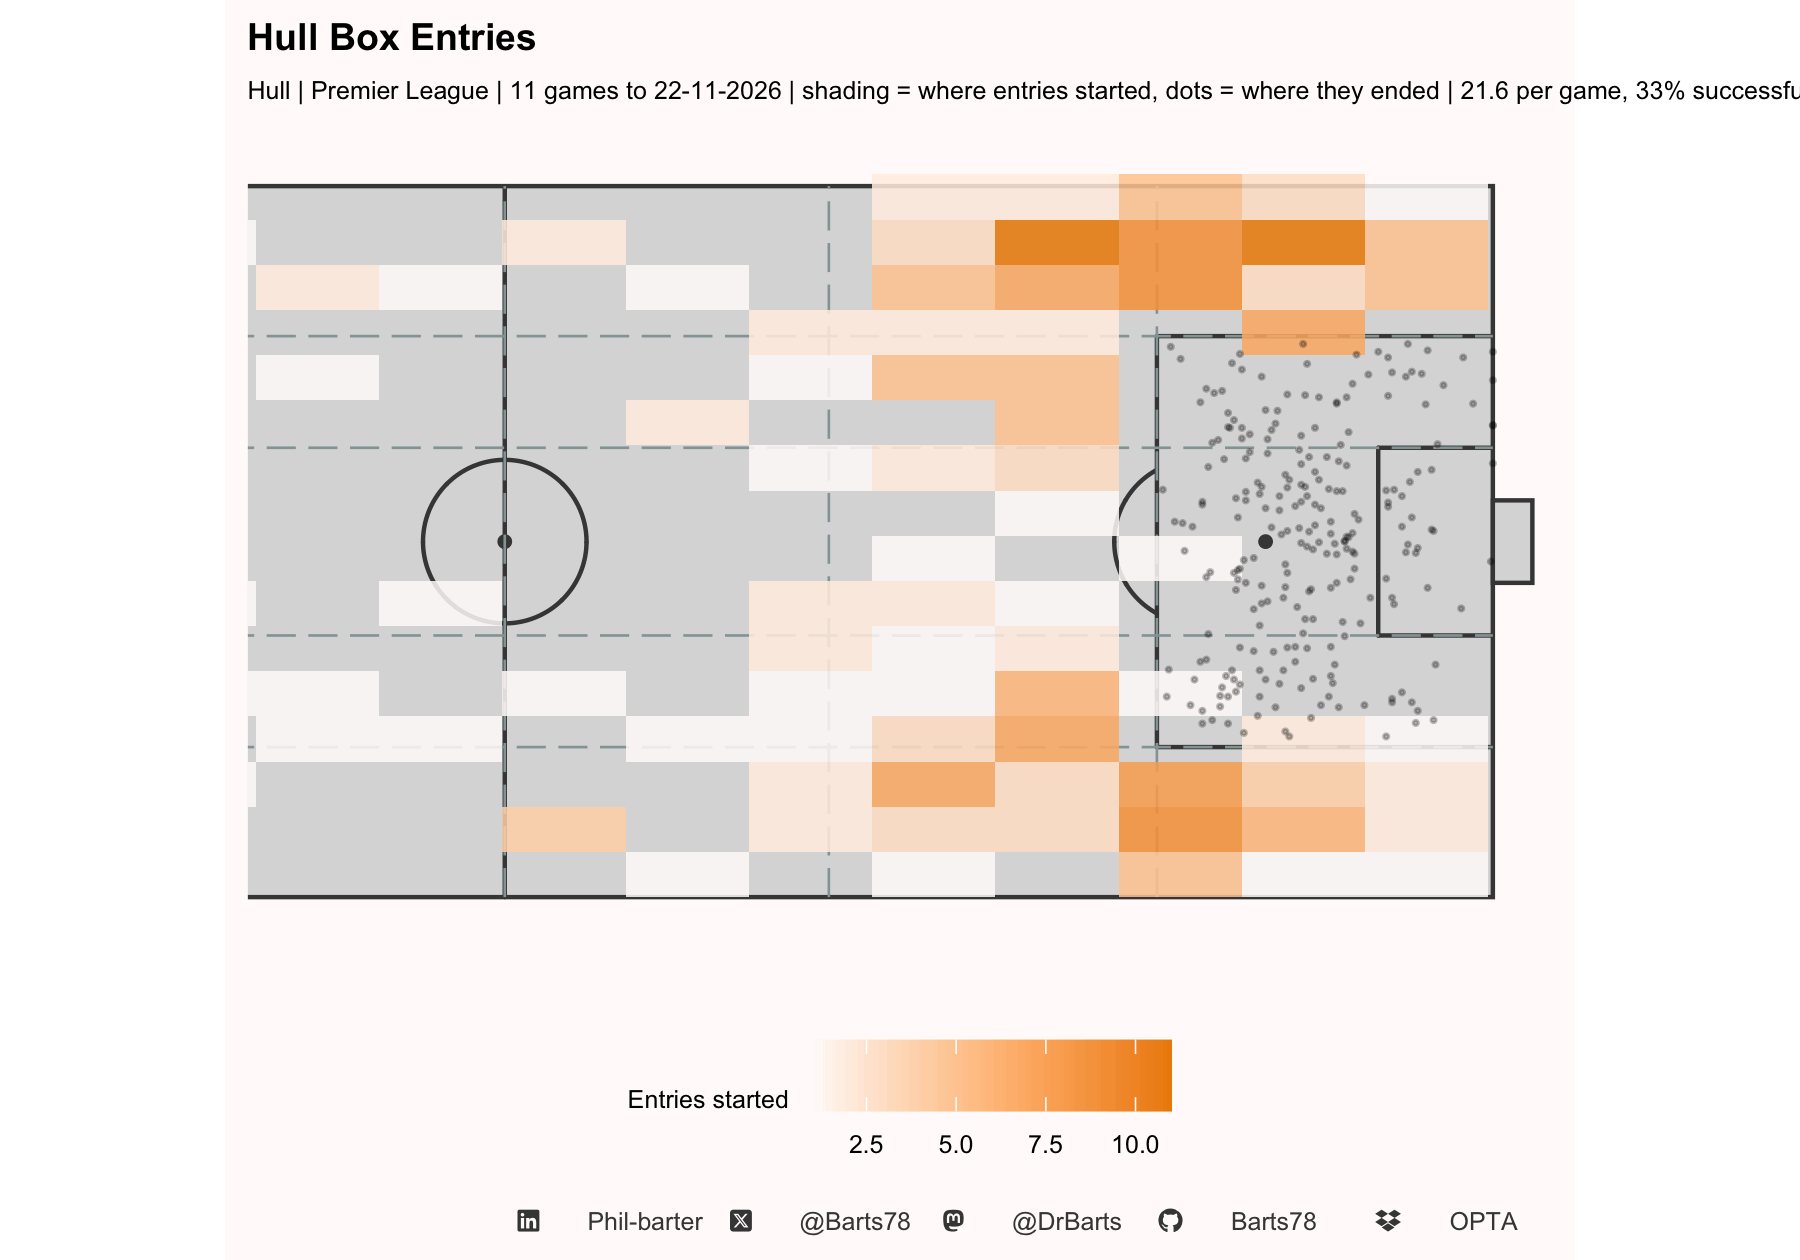 Hull Box Entries
Hull | Premier League | 11 games to 22-11-2026 | shading = where entries started, dots = where they ended | 21.6 per game, 33%
Entries started
2.5 5.0 7.5 10.0
Phil-barter @Barts78 @DrBarts Barts78 OPTA